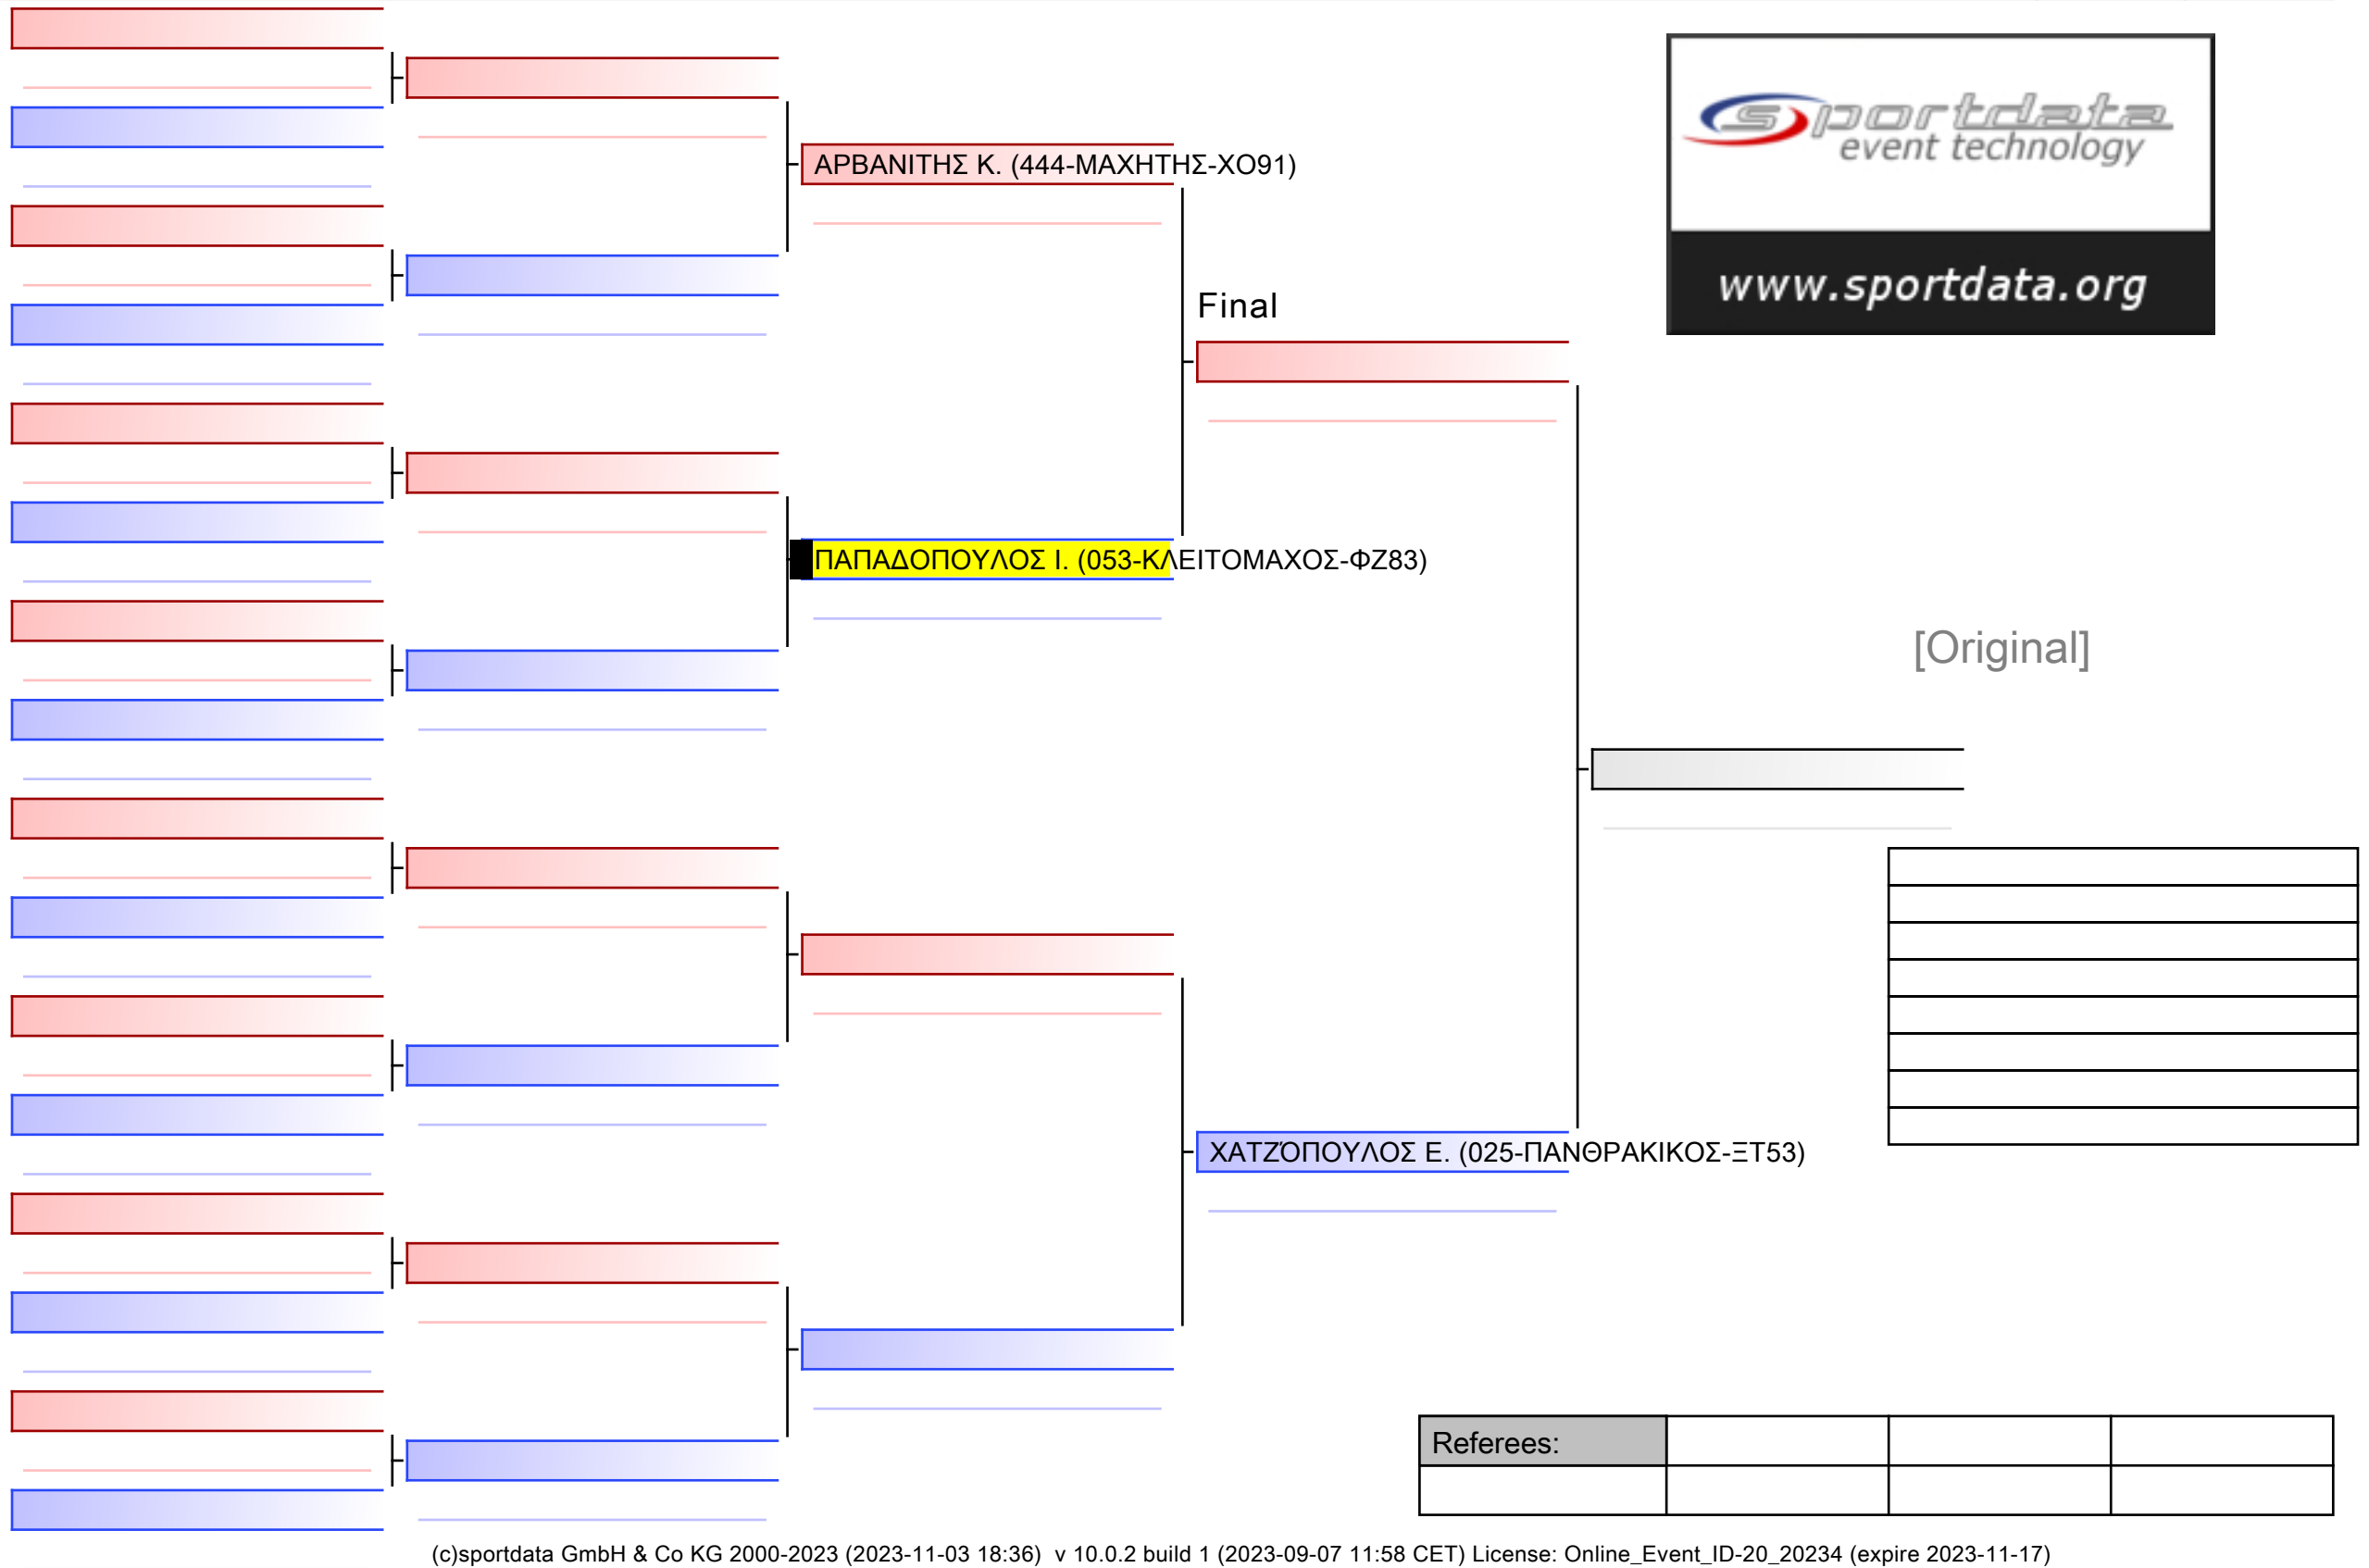 sportdata
event technology
www.sportdata.org
ΑΡΒΑΝΙΤΗΣ Κ. (444-ΜΑΧΗΤΗΣ-ΧΟ91)
Final
ΠΑΠΑΔΟΠΟΥΛΟΣ Ι. (053-ΚΛΕΙΤΟΜΑΧΟΣ-ΦΖ83)
[Original]
ΧΑΤΖΌΠΟΥΛΟΣ Ε. (025-ΠΑΝΘΡΑΚΙΚΟΣ-ΞΤ53)
Referees:
(c)sportdata GmbH & Co KG 2000-2023 (2023-11-03 18:36) v 10.0.2 build 1 (2023-09-07 11:58 CET) License: Online_Event_ID-20_20234 (expire 2023-11-17)